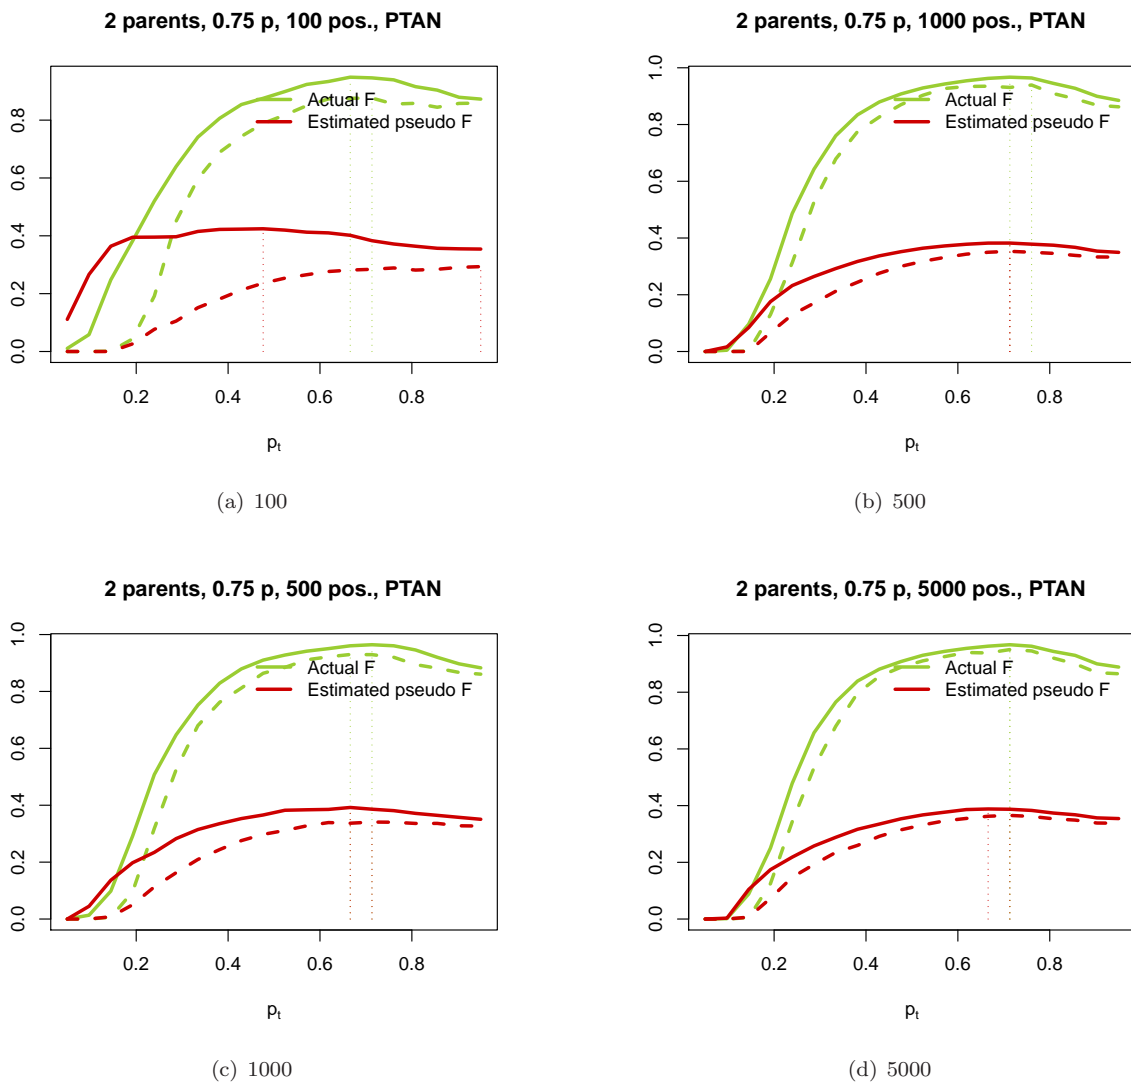 2 parents, 0.75 p, 100 pos., PTAN
Actual F
Estimated pseudo F
0.0 0.2 0.4 0.6 0.8
0.2 0.4 0.6 0.8
pt
(a) 100
2 parents, 0.75 p, 1000 pos., PTAN
Actual F
Estimated pseudo F
0.0 0.2 0.4 0.6 0.8 1.0
0.2 0.4 0.6 0.8
pt
(b) 500
2 parents, 0.75 p, 500 pos., PTAN
Actual F
Estimated pseudo F
0.0 0.2 0.4 0.6 0.8 1.0
0.2 0.4 0.6 0.8
pt
(c) 1000
2 parents, 0.75 p, 5000 pos., PTAN
Actual F
Estimated pseudo F
0.0 0.2 0.4 0.6 0.8 1.0
0.2 0.4 0.6 0.8
pt
(d) 5000